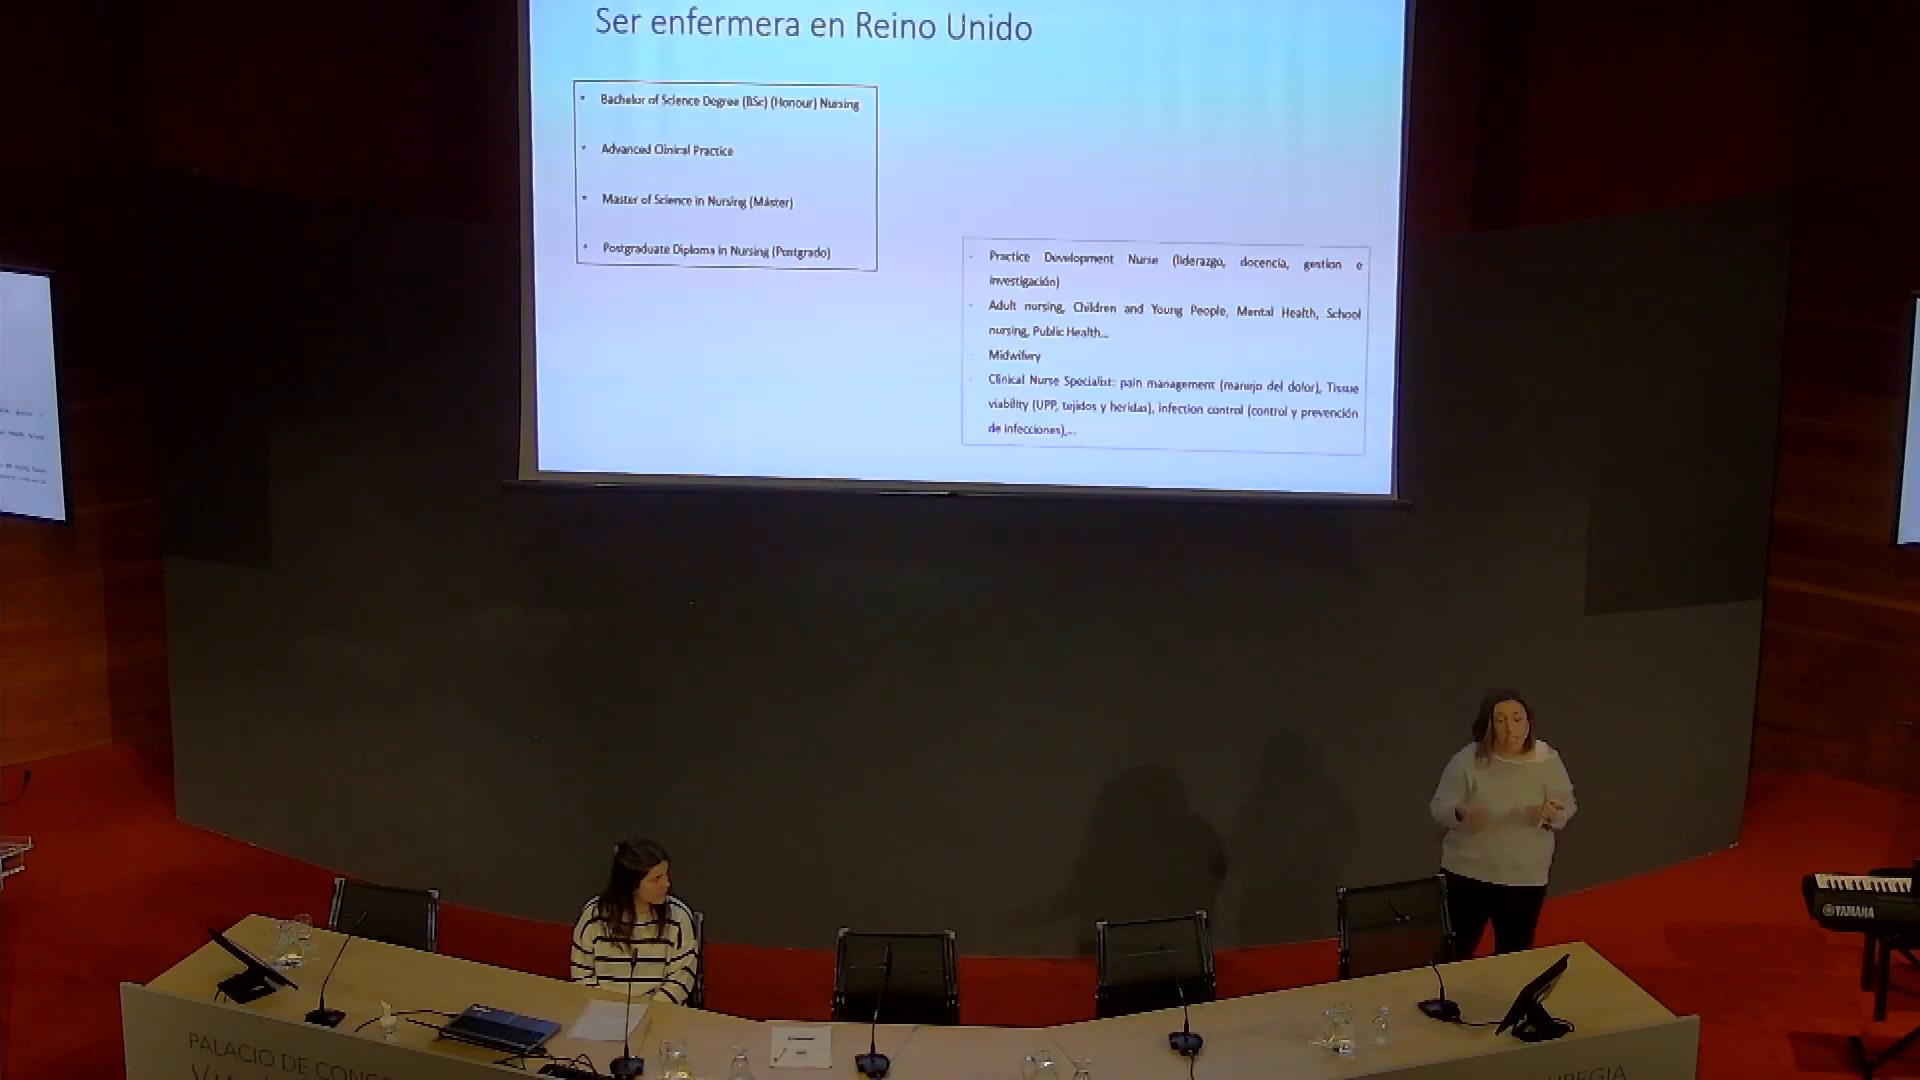 Ser enfermera en Reino Unido
Bachelor of Science Degree (BSc) (Honour) Nursing
Advanced Clinical Practice
Master of Science in Nursing (Máster)
Postgraduate Diploma in Nursing (Postgrado)
- Practice Development Nurse (liderazgo, docencia, gestion e
investigación)
- Adult nursing, Children and Young People, Mental Health, School
nursing, Public Health...
- Midwifery
- Clinical Nurse Specialist: pain management (manejo del dolor), Tissue
viability (UPP, tejidos y heridas), infection control (control y prevención
de infecciones),...
YAMAHA
PALACIO DE